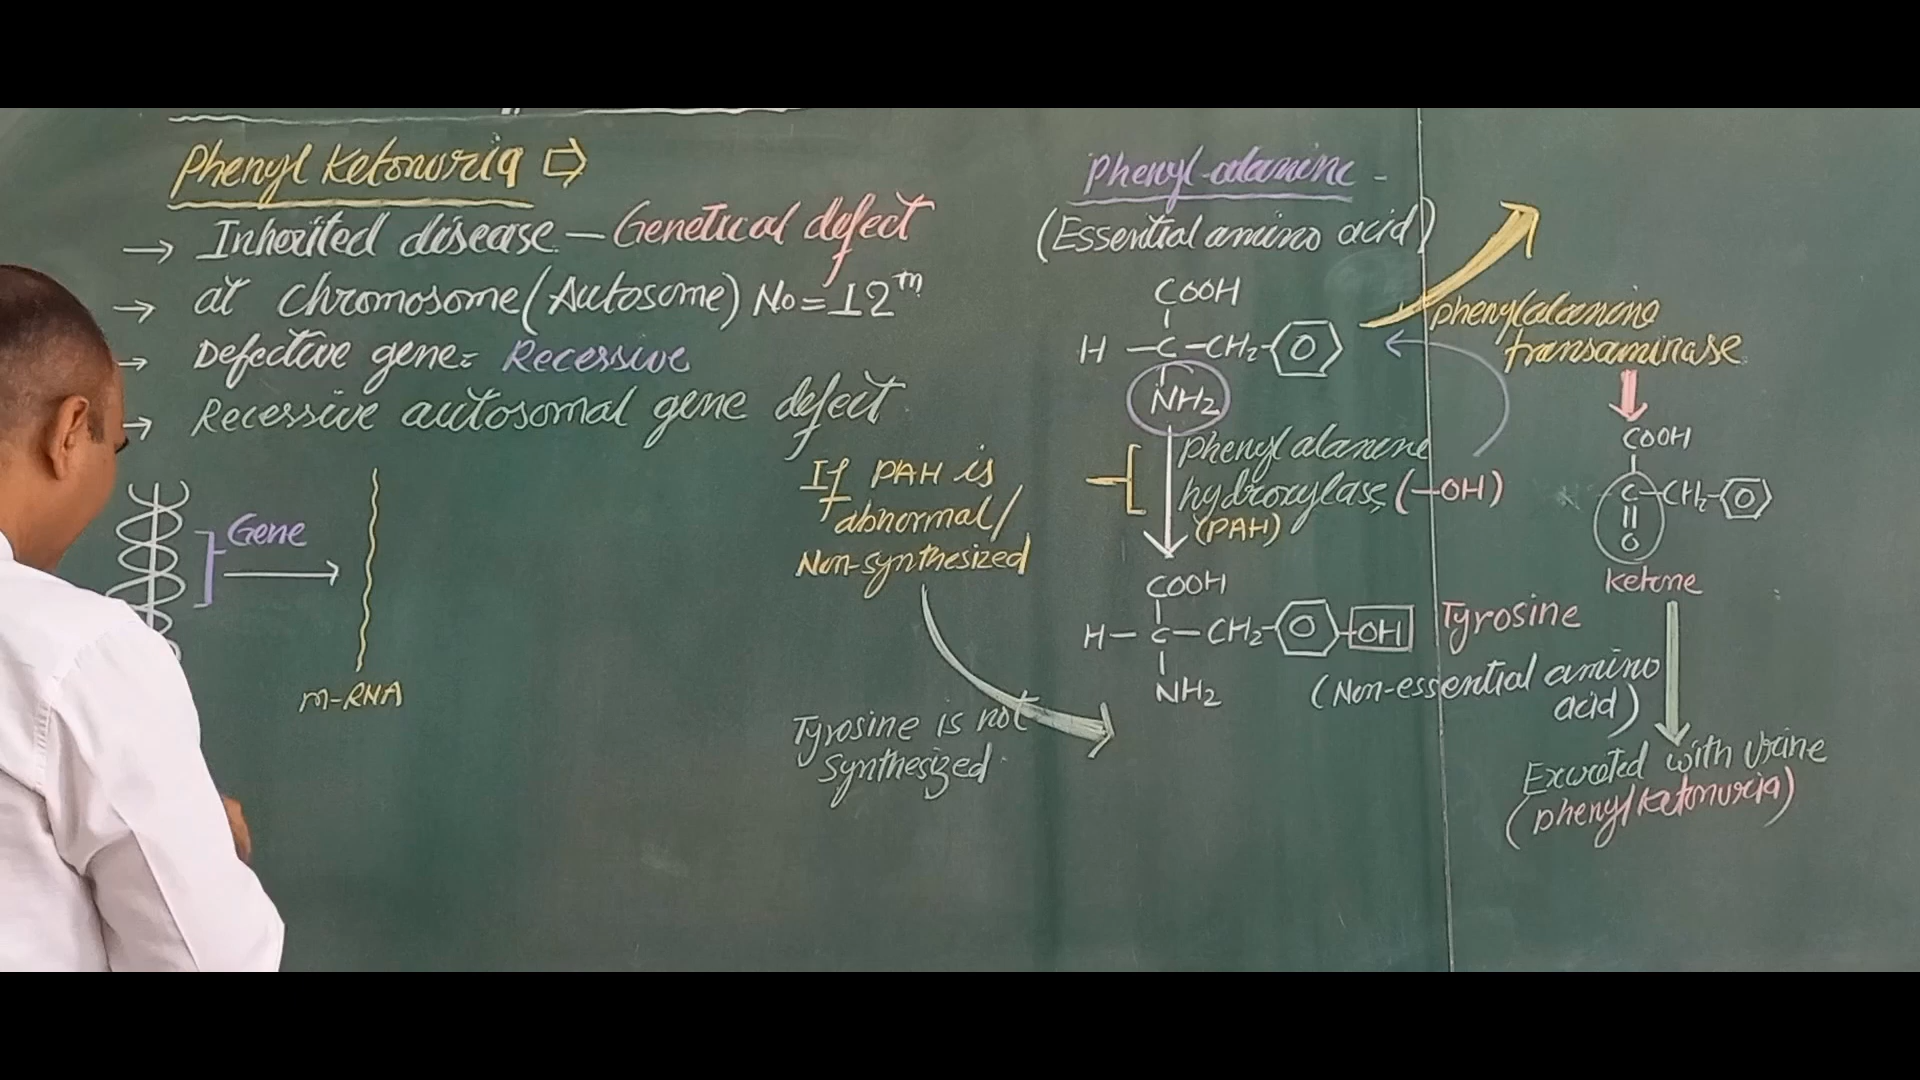 Phenyl Ketonuria ⇨
→ Inherited disease – Genetical defect
→ at chromosome (Autosome) No = 12th
→ Defective gene = Recessive
→ Recessive autosomal gene defect
Gene
m-RNA
If PAH is
abnormal/
Non-synthesized
Tyrosine is not
Synthesized
Phenyl-alanine -
(Essential amino acid)
COOH
H – C – CH2 –
NH2
Phenyl alanine
hydroxylase, (–OH)
(PAH)
COOH
H – C – CH2 – – OH
NH2
Tyrosine
(Non-essential amino
acid)
phenylalanine
transaminase
COOH
C – CH2 –
O
Ketone
Excreted with Urine
(phenylketonuria)